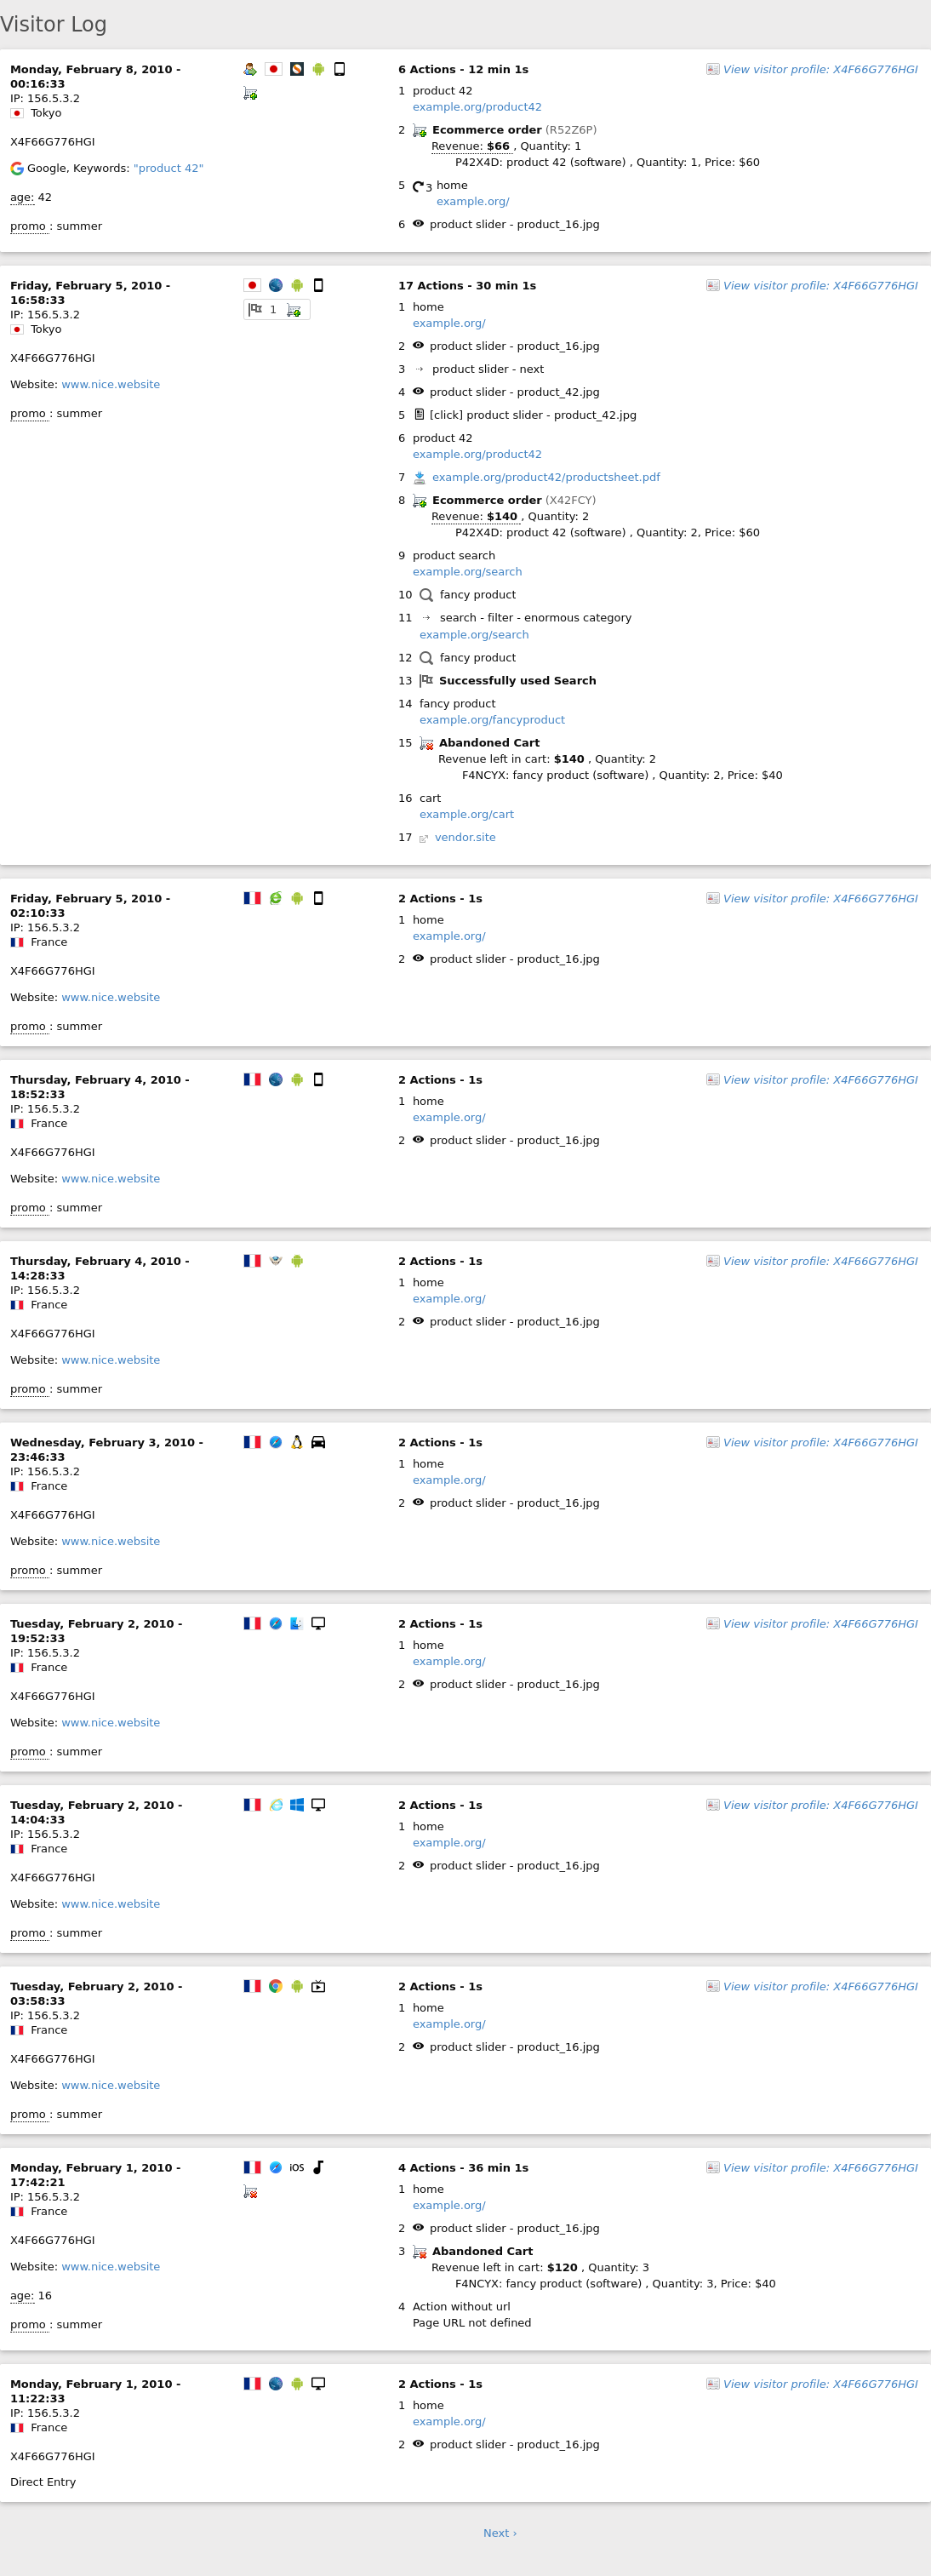 Visitor Log
Monday, February 8, 2010 -
00:16:33
IP: 156.5.3.2
Tokyo
X4F66G776HGI
Google, Keywords: "product 42"
age: 42
promo : summer
6 Actions - 12 min 1s
View visitor profile: X4F66G776HGI
1 product 42
example.org/product42
2 Ecommerce order (R52Z6P)
Revenue: $66 , Quantity: 1
P42X4D: product 42 (software) , Quantity: 1, Price: $60
5 3 home
example.org/
6 product slider - product_16.jpg
Friday, February 5, 2010 -
16:58:33
IP: 156.5.3.2
Tokyo
X4F66G776HGI
Website: www.nice.website
promo : summer
1
17 Actions - 30 min 1s
View visitor profile: X4F66G776HGI
1 home
example.org/
2 product slider - product_16.jpg
3 product slider - next
4 product slider - product_42.jpg
5 [click] product slider - product_42.jpg
6 product 42
example.org/product42
7 example.org/product42/productsheet.pdf
8 Ecommerce order (X42FCY)
Revenue: $140 , Quantity: 2
P42X4D: product 42 (software) , Quantity: 2, Price: $60
9 product search
example.org/search
10 fancy product
11 search - filter - enormous category
example.org/search
12 fancy product
13 Successfully used Search
14 fancy product
example.org/fancyproduct
15 Abandoned Cart
Revenue left in cart: $140 , Quantity: 2
F4NCYX: fancy product (software) , Quantity: 2, Price: $40
16 cart
example.org/cart
17 vendor.site
Friday, February 5, 2010 -
02:10:33
IP: 156.5.3.2
France
X4F66G776HGI
Website: www.nice.website
promo : summer
2 Actions - 1s
View visitor profile: X4F66G776HGI
1 home
example.org/
2 product slider - product_16.jpg
Thursday, February 4, 2010 -
18:52:33
IP: 156.5.3.2
France
X4F66G776HGI
Website: www.nice.website
promo : summer
2 Actions - 1s
View visitor profile: X4F66G776HGI
1 home
example.org/
2 product slider - product_16.jpg
Thursday, February 4, 2010 -
14:28:33
IP: 156.5.3.2
France
X4F66G776HGI
Website: www.nice.website
promo : summer
2 Actions - 1s
View visitor profile: X4F66G776HGI
1 home
example.org/
2 product slider - product_16.jpg
Wednesday, February 3, 2010 -
23:46:33
IP: 156.5.3.2
France
X4F66G776HGI
Website: www.nice.website
promo : summer
2 Actions - 1s
View visitor profile: X4F66G776HGI
1 home
example.org/
2 product slider - product_16.jpg
Tuesday, February 2, 2010 -
19:52:33
IP: 156.5.3.2
France
X4F66G776HGI
Website: www.nice.website
promo : summer
2 Actions - 1s
View visitor profile: X4F66G776HGI
1 home
example.org/
2 product slider - product_16.jpg
Tuesday, February 2, 2010 -
14:04:33
IP: 156.5.3.2
France
X4F66G776HGI
Website: www.nice.website
promo : summer
2 Actions - 1s
View visitor profile: X4F66G776HGI
1 home
example.org/
2 product slider - product_16.jpg
Tuesday, February 2, 2010 -
03:58:33
IP: 156.5.3.2
France
X4F66G776HGI
Website: www.nice.website
promo : summer
2 Actions - 1s
View visitor profile: X4F66G776HGI
1 home
example.org/
2 product slider - product_16.jpg
Monday, February 1, 2010 -
17:42:21
IP: 156.5.3.2
France
X4F66G776HGI
Website: www.nice.website
age: 16
promo : summer
iOS
4 Actions - 36 min 1s
View visitor profile: X4F66G776HGI
1 home
example.org/
2 product slider - product_16.jpg
3 Abandoned Cart
Revenue left in cart: $120 , Quantity: 3
F4NCYX: fancy product (software) , Quantity: 3, Price: $40
4 Action without url
Page URL not defined
Monday, February 1, 2010 -
11:22:33
IP: 156.5.3.2
France
X4F66G776HGI
Direct Entry
2 Actions - 1s
View visitor profile: X4F66G776HGI
1 home
example.org/
2 product slider - product_16.jpg
Next ›